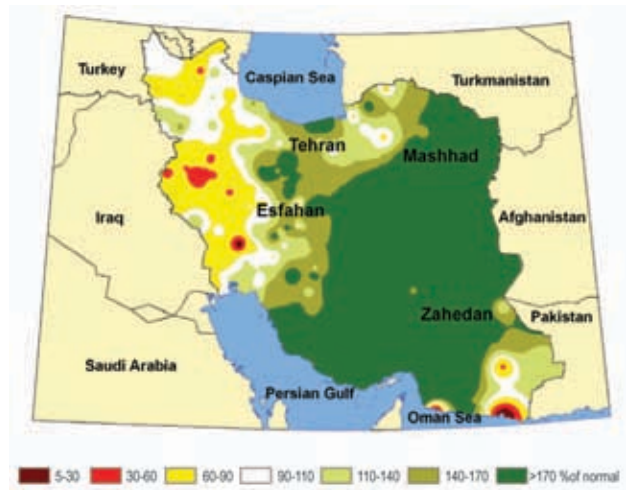 Turkey
Caspian Sea
Turkmanistan
Tehran
Mashhad
Iraq
Esfahan
Afghanistan
Zahedan
Pakistan
Saudi Arabia
Persian Gulf
Oman Sea
5-30 30-60 60-90 90-110 110-140 140-170 >170 %of normal